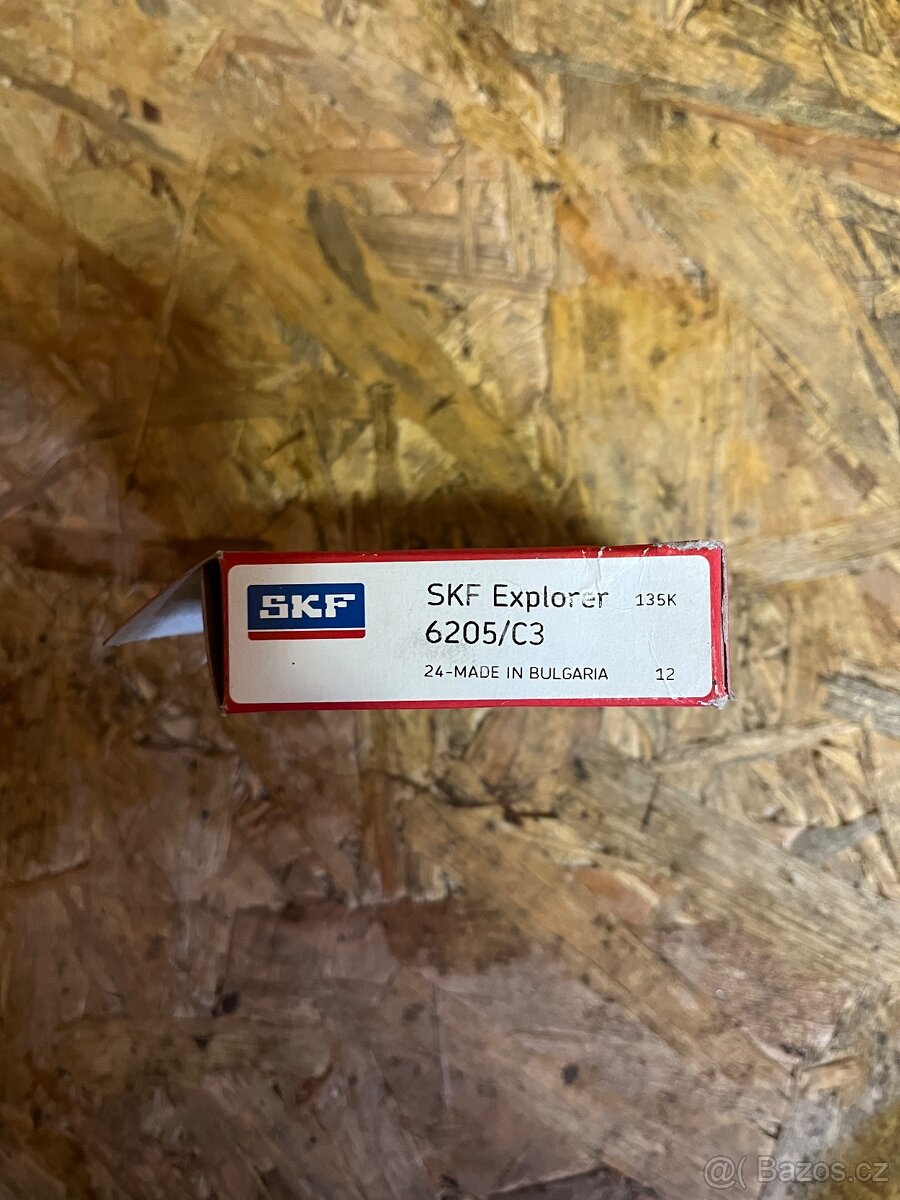 SKF
SKF Explorer 135K
6205/C3
24-MADE IN BULGARIA 12
@( Bazos.cz